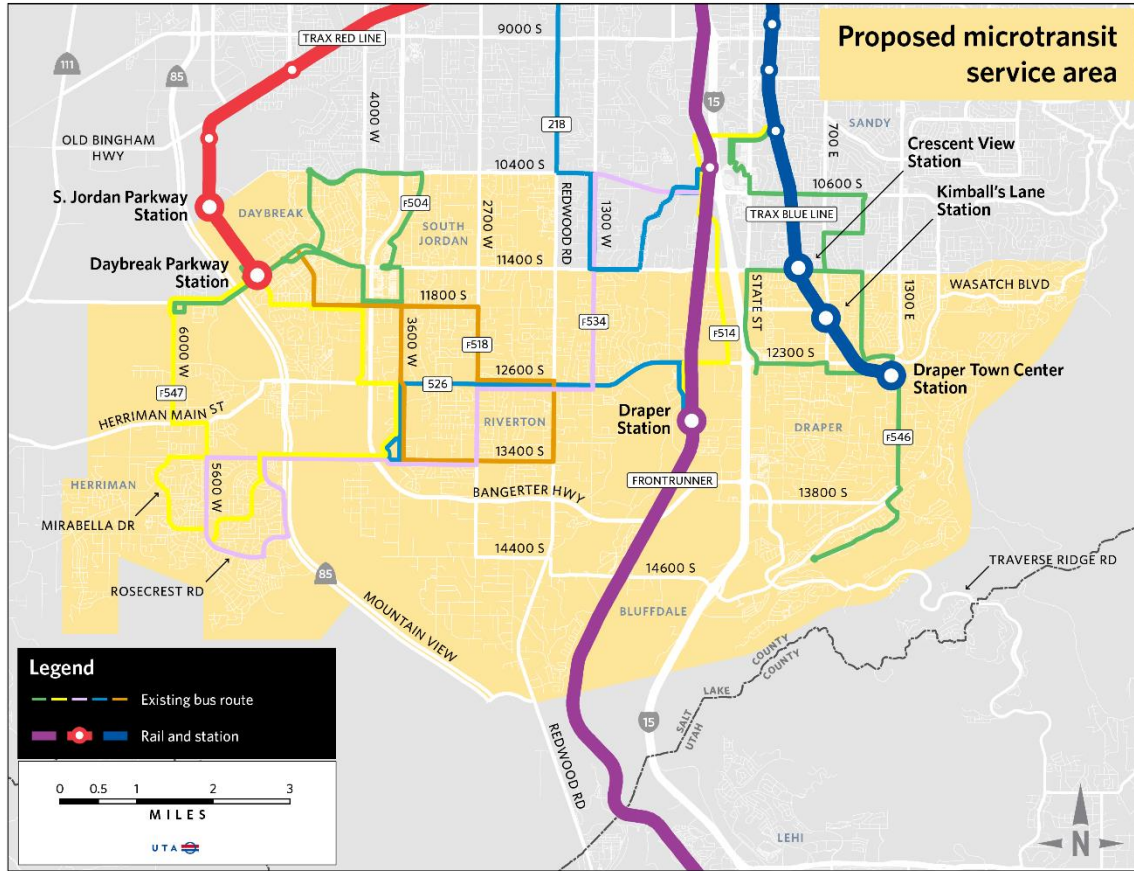 Proposed microtransit
service area
TRAX RED LINE
9000 S
111
85
15
4000 W
OLD BINGHAM
HWY
218
700 E
SANDY
Crescent View
Station
10400 S
10600 S
Kimball's Lane
Station
S. Jordan Parkway
Station
DAYBREAK
F504
SOUTH
JORDAN
2700 W
REDWOOD RD
1300 W
TRAX BLUE LINE
Daybreak Parkway
Station
11400 S
WASATCH BLVD
1300 E
STATE ST
11800 S
6000 W
3600 W
F518
F534
F514
12300 S
12600 S
526
Draper Town Center
Station
F547
HERRIMAN MAIN ST
RIVERTON
Draper
Station
DRAPER
F546
13400 S
5600 W
HERRIMAN
FRONTRUNNER
BANGERTER HWY
13800 S
MIRABELLA DR
14400 S
14600 S
TRAVERSE RIDGE RD
ROSECREST RD
85
MOUNTAIN VIEW
BLUFFDALE
COUNTY
COUNTY
LAKE
SALT
UTAH
15
REDWOOD RD
LEHI
N
Legend
Existing bus route
Rail and station
0 0.5 1 2 3
MILES
UTA